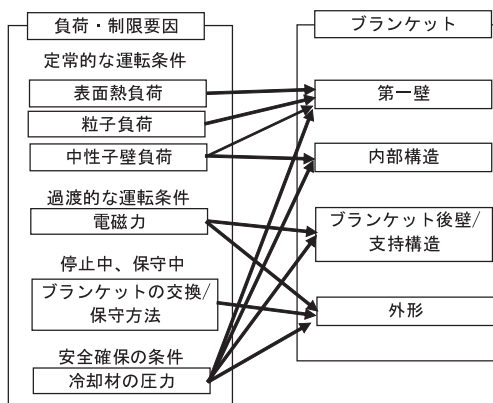 負荷・制限要因
定常的な運転条件
表面熱負荷
粒子負荷
中性子壁負荷
過渡的な運転条件
電磁力
停止中、保守中
ブランケットの交換/
保守方法
安全確保の条件
冷却材の圧力
ブランケット
第一壁
内部構造
ブランケット後壁/
支持構造
外形